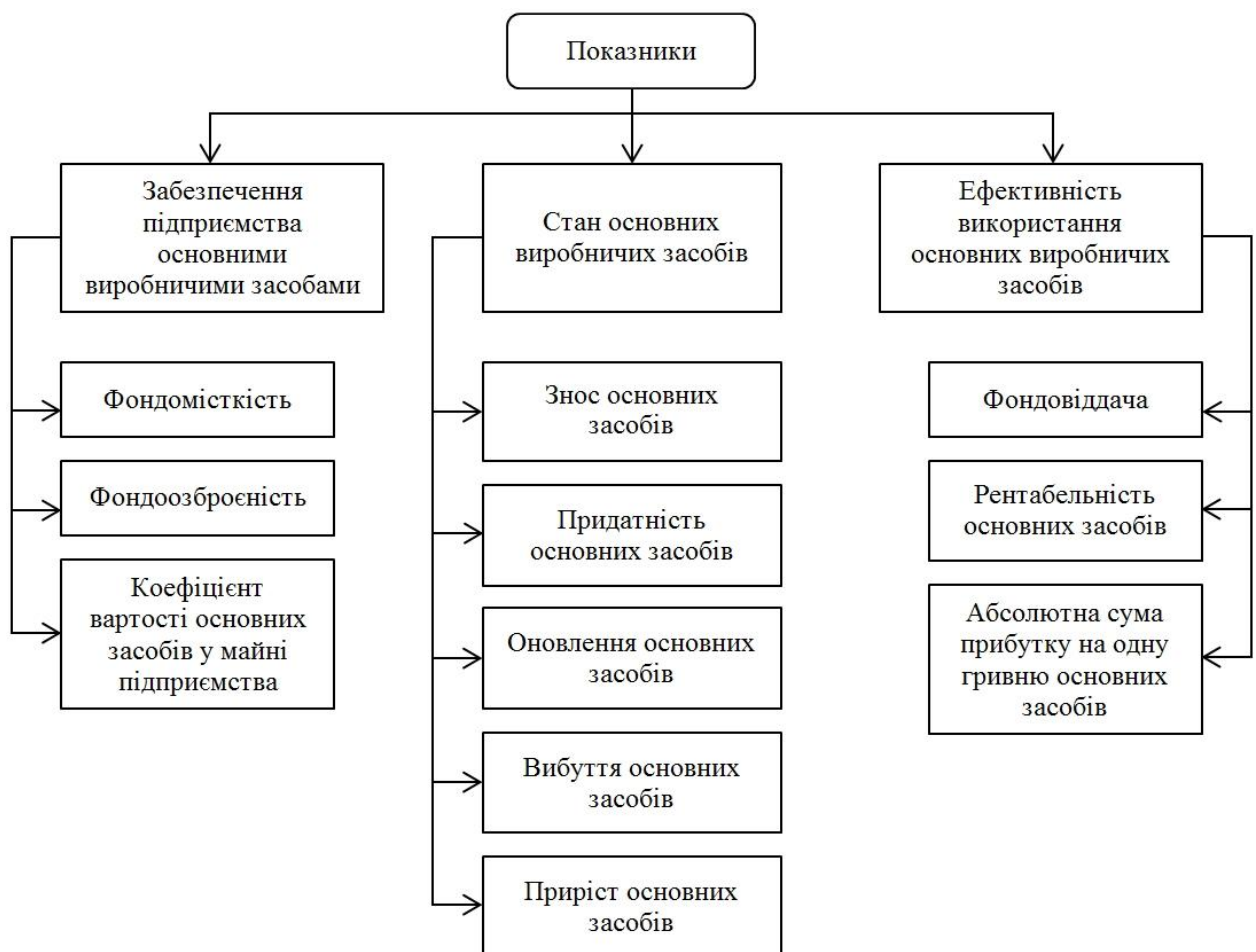 Показники
Забезпечення
підприємства
основними
виробничими засобами
Фондомісткість
Фондоозброєність
Коефіцієнт
вартості основних
засобів у майні
підприємства
Стан основних
виробничих засобів
Знос основних
засобів
Придатність
основних засобів
Оновлення основних
засобів
Вибуття основних
засобів
Приріст основних
засобів
Ефективність
використання
основних виробничих
засобів
Фондовіддача
Рентабельність
основних засобів
Абсолютна сума
прибутку на одну
гривню основних
засобів